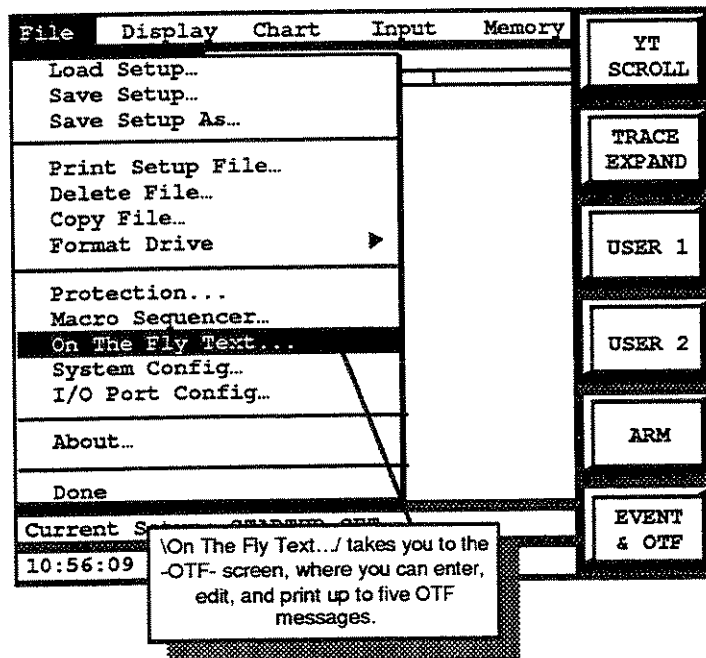 File Display Chart Input Memory
Load Setup…
Save Setup…
Save Setup As…
Print Setup File…
Delete File…
Copy File…
Format Drive
Protection...
Macro Sequencer…
On The Fly Text...
System Config…
I/O Port Config…
About…
Done
Current
10:56:09
\On The Fly Text.../ takes you to the
-OTF- screen, where you can enter,
edit, and print up to five OTF
messages.
YT
SCROLL
TRACE
EXPAND
USER 1
USER 2
ARM
EVENT
& OTF